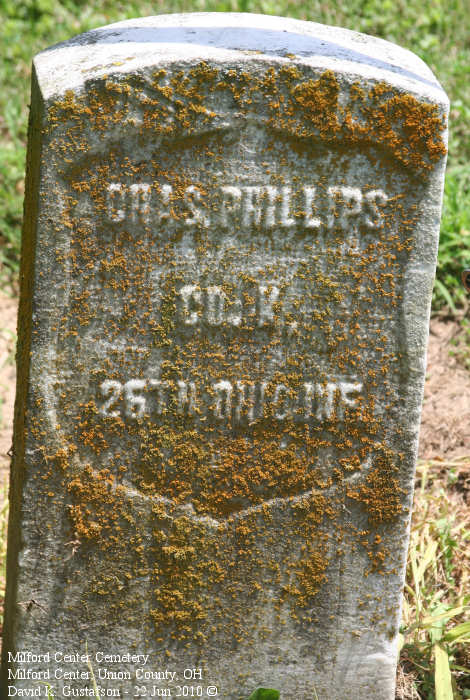 CHAS. PHILLIPS
CO. K.
26TH OHIO INF.
Milford Center Cemetery
Milford Center, Union County, OH
David K. Gustafson - 22 Jun 2010 ©